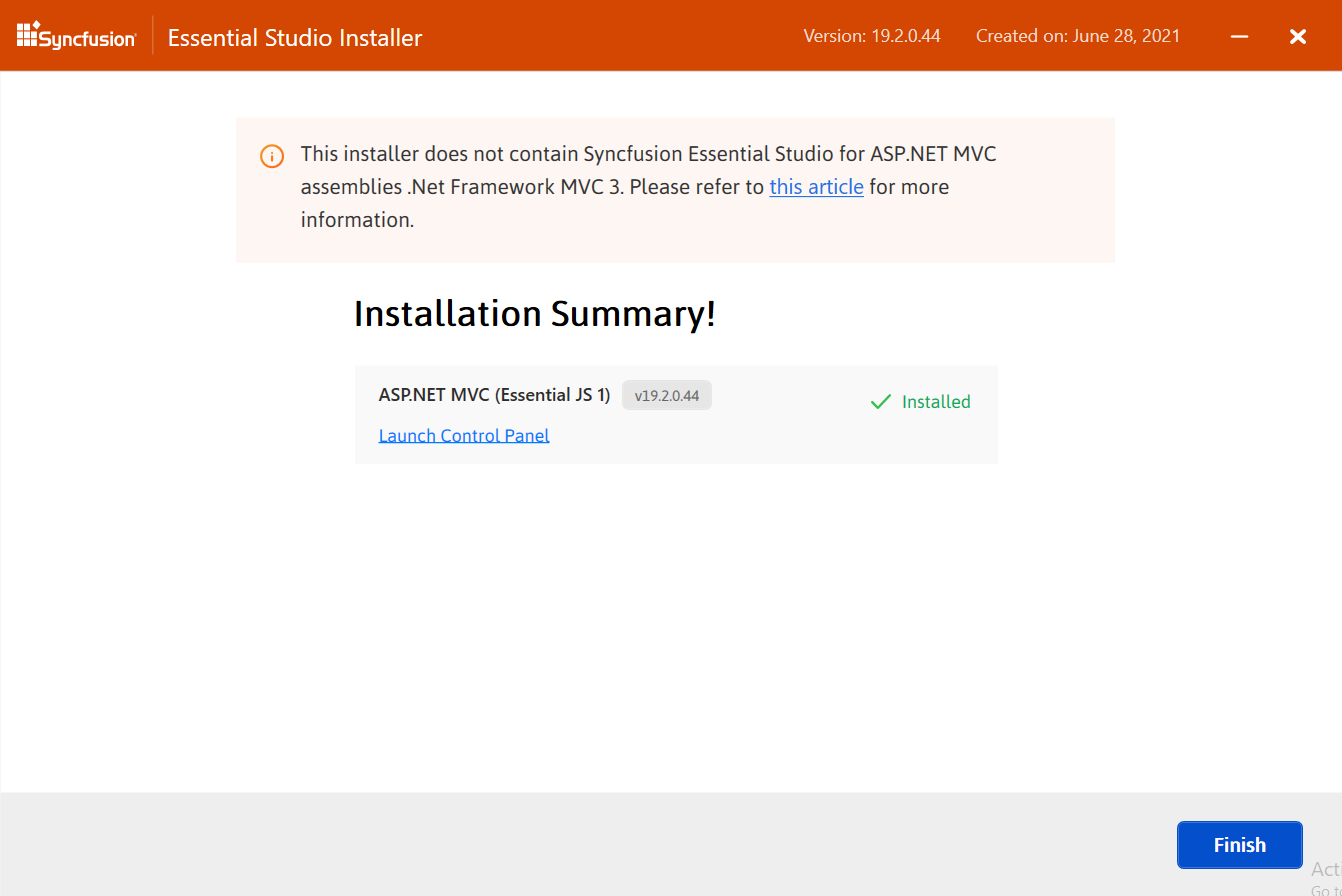 Syncfusion Essential Studio Installer Version: 19.2.0.44 Created on: June 28, 2021
This installer does not contain Syncfusion Essential Studio for ASP.NET MVC
assemblies .Net Framework MVC 3. Please refer to this article for more
information.
Installation Summary!
ASP.NET MVC (Essential JS 1) v19.2.0.44
Installed
Launch Control Panel
Finish
Act
Go to